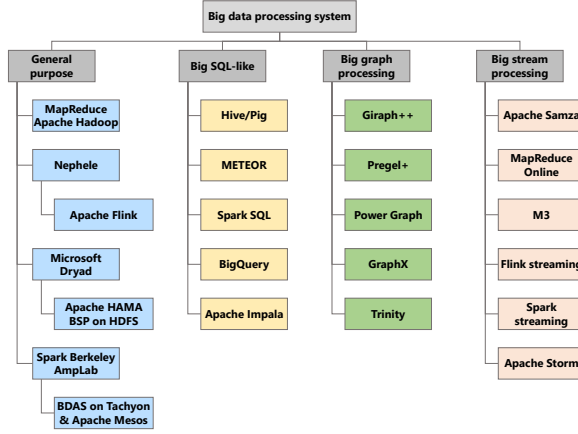 Big data processing system
General
purpose
Big SQL-like
Big graph
processing
Big stream
processing
MapReduce
Apache Hadoop
Nephele
Apache Flink
Microsoft
Dryad
Apache HAMA
BSP on HDFS
Spark Berkeley
AmpLab
BDAS on Tachyon
& Apache Mesos
Hive/Pig
METEOR
Spark SQL
BigQuery
Apache Impala
Giraph++
Pregel+
Power Graph
GraphX
Trinity
Apache Samza
MapReduce
Online
M3
Flink streaming
Spark
streaming
Apache Storm